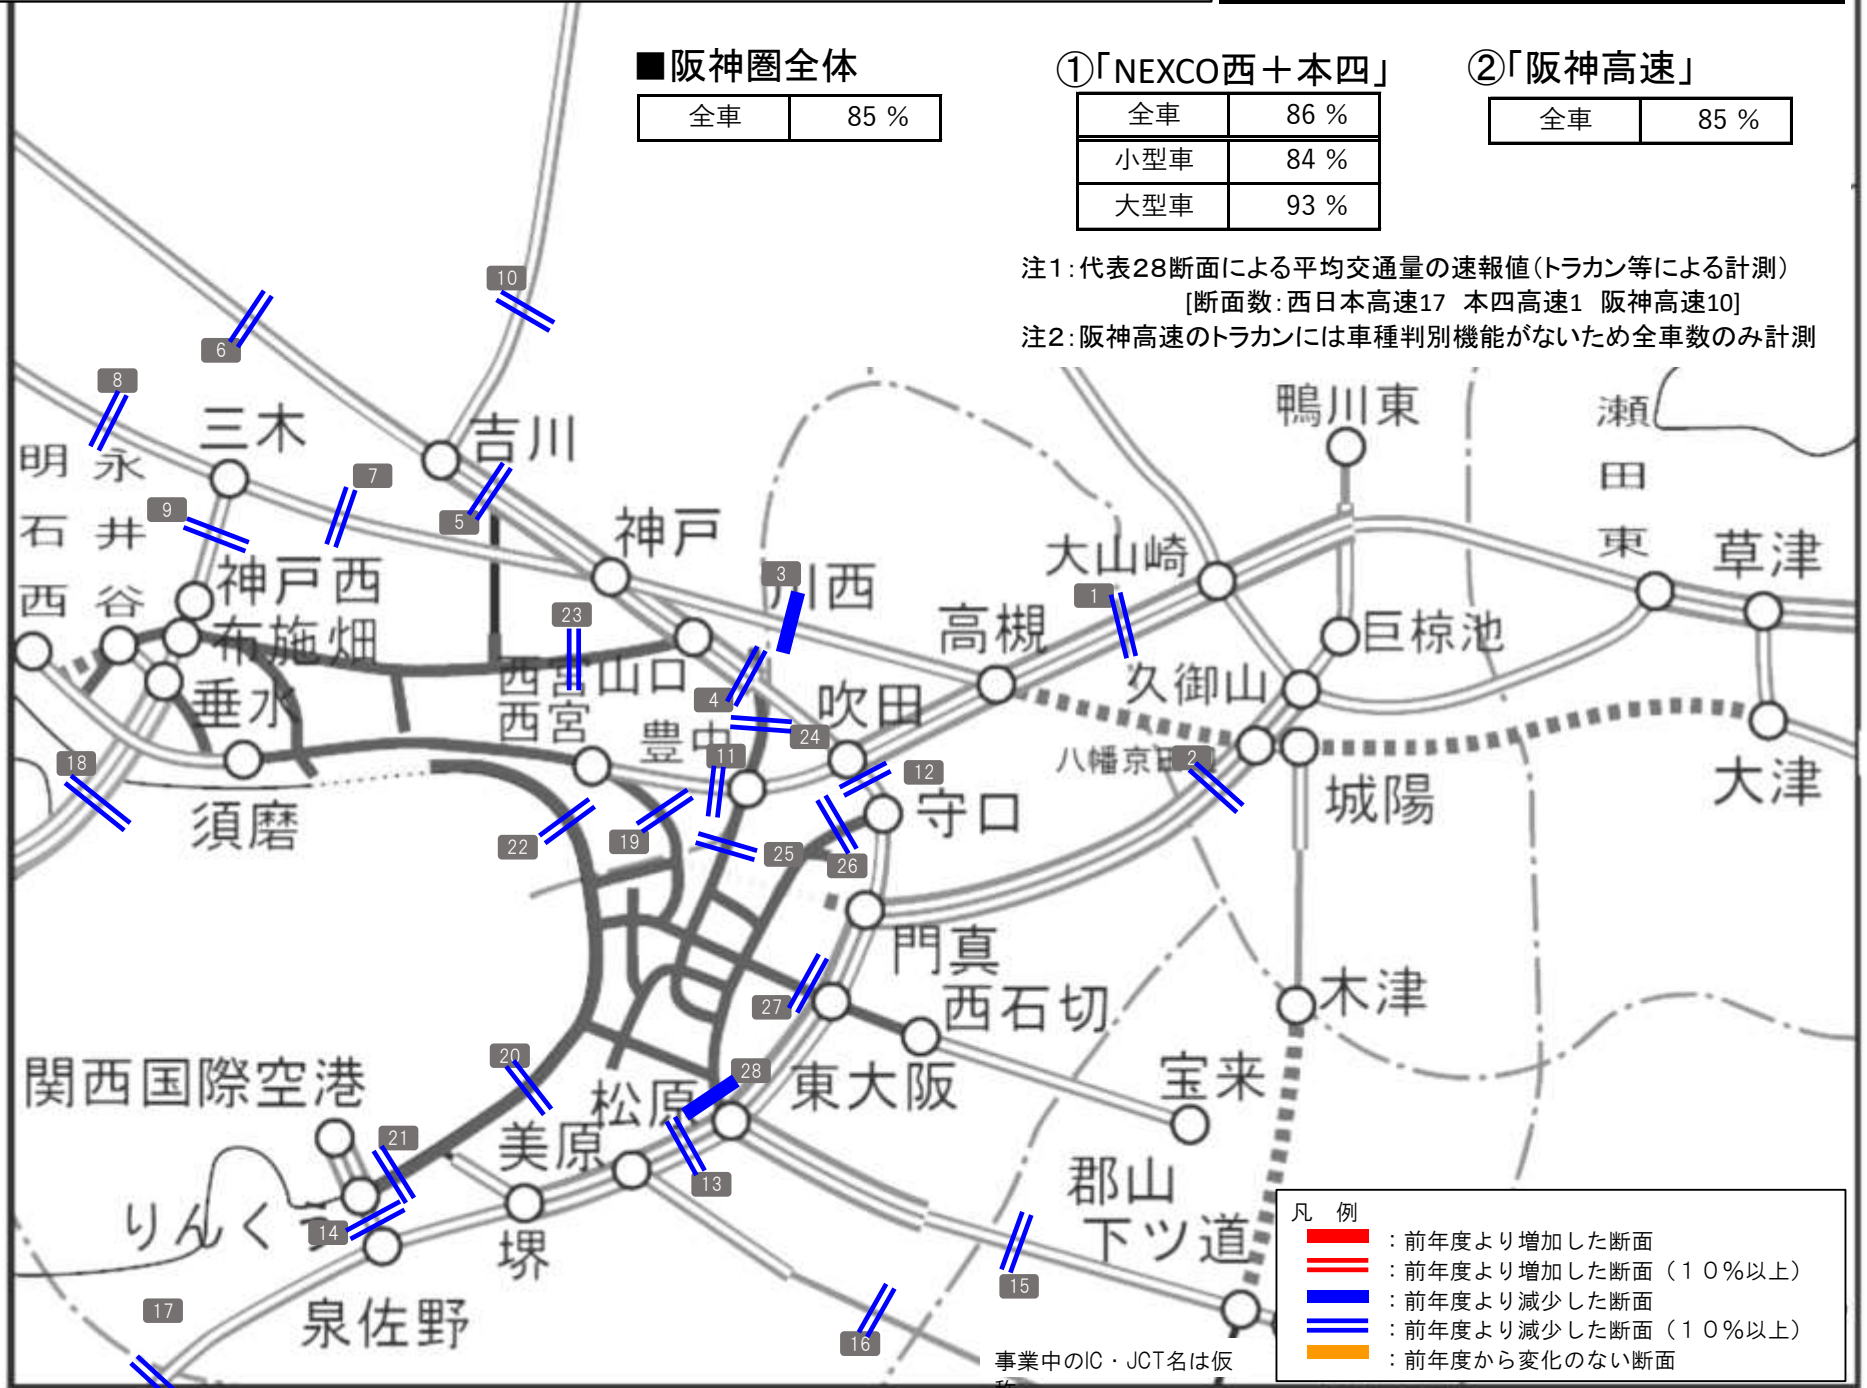 ■阪神圏全体
全車 85 %
①「NEXCO西＋本四」
全車 86 %
小型車 84 %
大型車 93 %
②「阪神高速」
全車 85 %
注1：代表28断面による平均交通量の速報値（トラカン等による計測）
[断面数：西日本高速17 本四高速1 阪神高速10]
注2：阪神高速のトラカンには車種判別機能がないため全車数のみ計測
10
6
8
三木
吉川
鴨川東
瀬田東
明石西
永井谷
7
9
5
神戸
大山崎
草津
神戸西
3
川西
1
高槻
23
布施畑
巨椋池
西宮山口
久御山
4
吹田
垂水
西宮
豊中
24
11
八幡京田
2
12
18
大津
城陽
守口
須磨
22
19
25
26
門真
27
西石切
木津
20
28
関西国際空港
松原
東大阪
宝来
21
美原
13
郡山
下ツ道
りんくう
14
堺
15
17
泉佐野
16
事業中のIC・JCT名は仮
称
凡 例
：前年度より増加した断面
：前年度より増加した断面（１０％以上）
：前年度より減少した断面
：前年度より減少した断面（１０％以上）
：前年度から変化のない断面